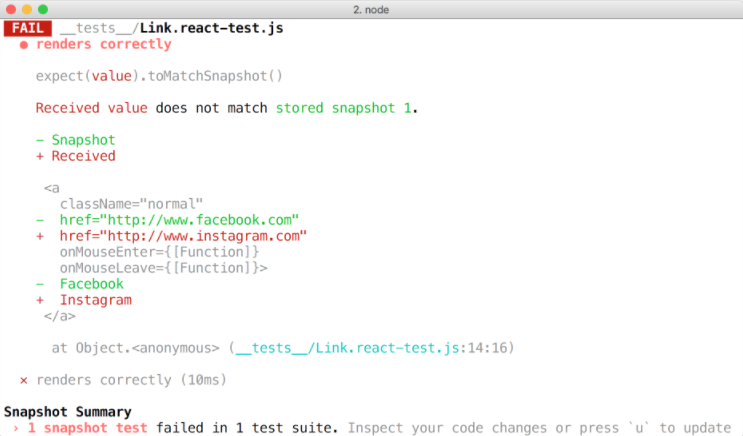 2. node
FAIL __tests__/Link.react-test.js
● renders correctly
expect(value).toMatchSnapshot()
Received value does not match stored snapshot 1.
- Snapshot
+ Received
<a
className="normal"
- href="http://www.facebook.com"
+ href="http://www.instagram.com"
onMouseEnter={[Function]}
onMouseLeave={[Function]}>
- Facebook
+ Instagram
</a>
at Object.<anonymous> (__tests__/Link.react-test.js:14:16)
✕ renders correctly (10ms)
Snapshot Summary
› 1 snapshot test failed in 1 test suite. Inspect your code changes or press `u` to update